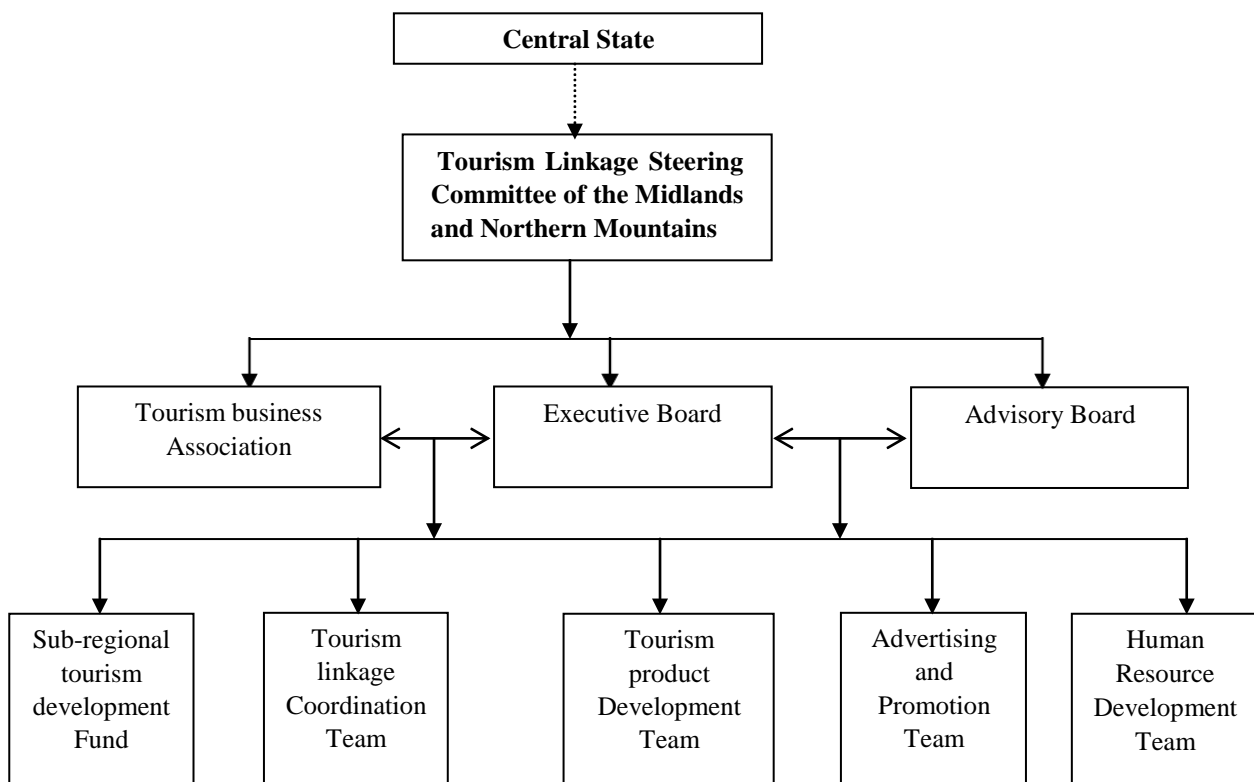 Central State
Tourism Linkage Steering
Committee of the Midlands
and Northern Mountains
Tourism business
Association
Executive Board
Advisory Board
Sub-regional
tourism
development
Fund
Tourism
linkage
Coordination
Team
Tourism
product
Development
Team
Advertising
and
Promotion
Team
Human
Resource
Development
Team